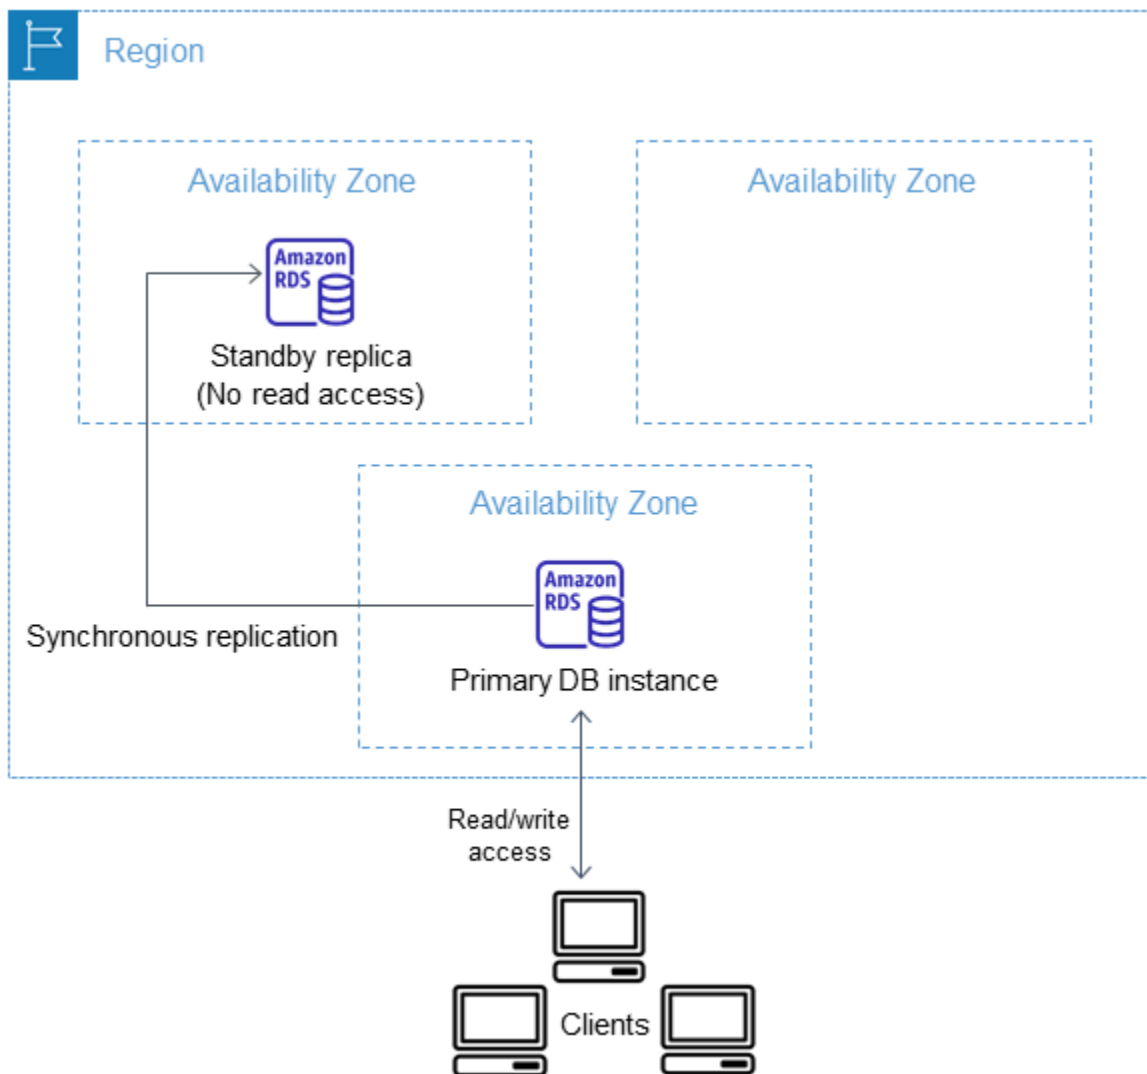 Region
Availability Zone
Availability Zone
Amazon
RDS
Standby replica
(No read access)
Availability Zone
Amazon
RDS
Synchronous replication
Primary DB instance
Read/write
access
Clients